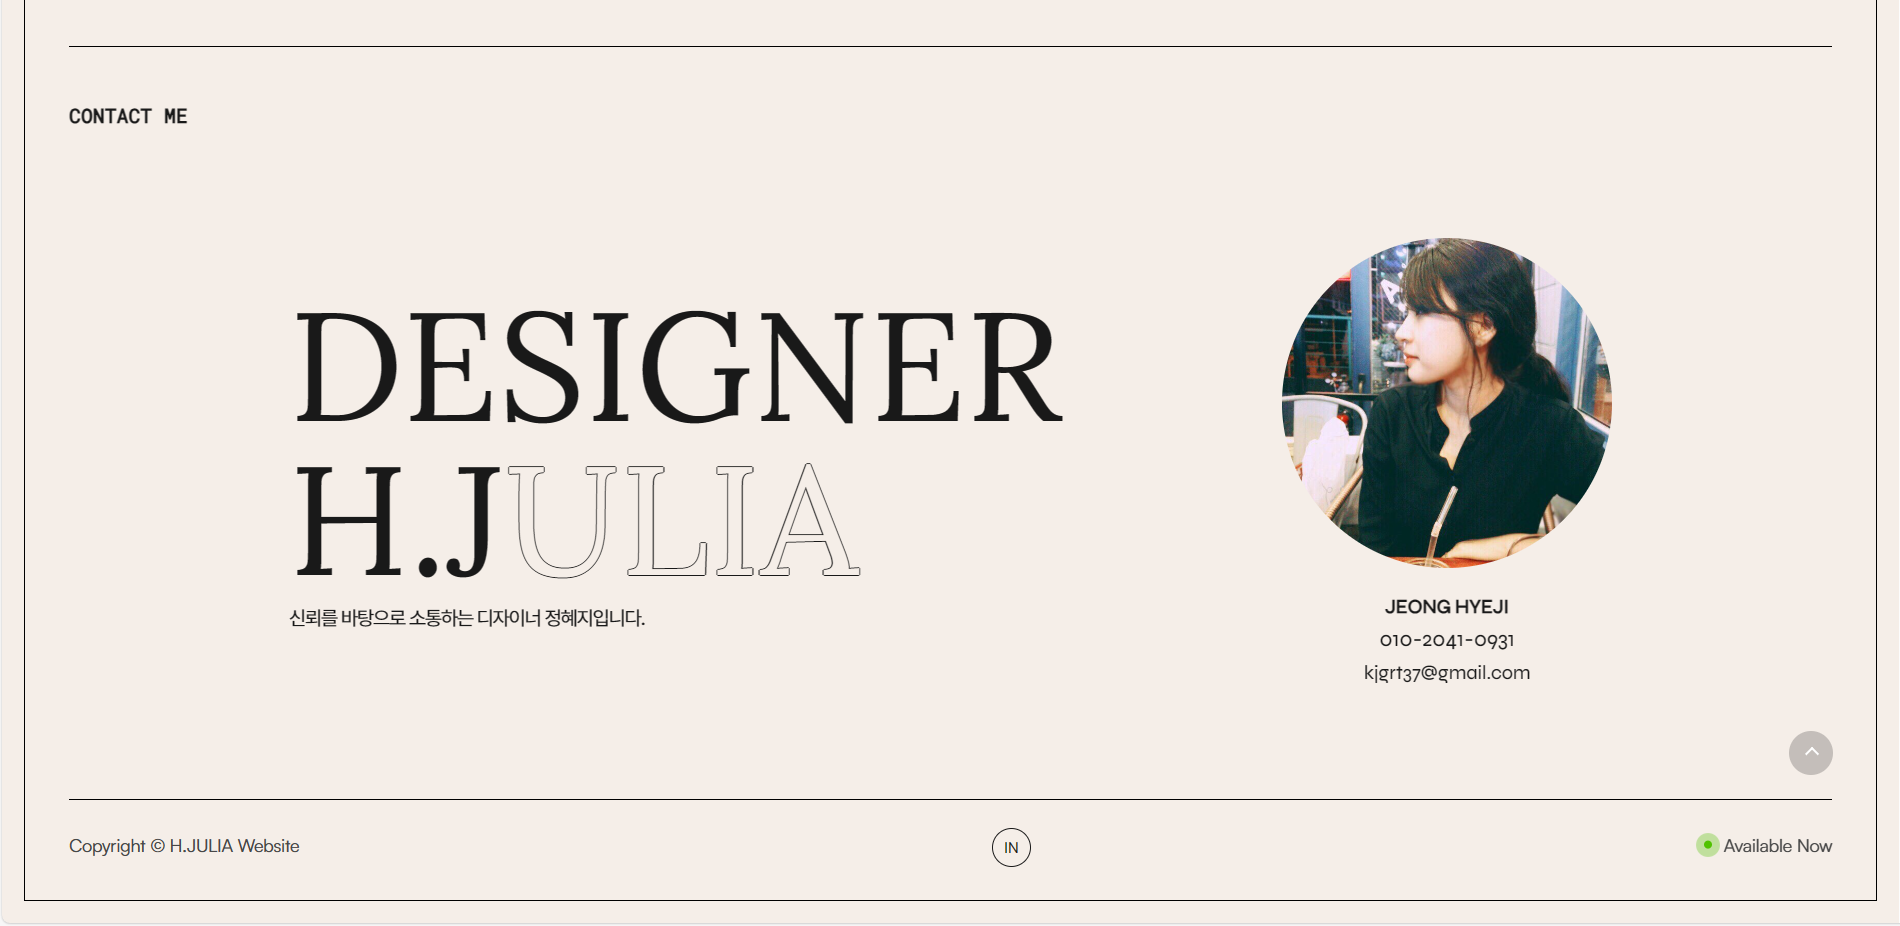 CONTACT ME
DESIGNER
H.JULIA
신뢰를 바탕으로 소통하는 디자이너 정혜지입니다.
JEONG HYEJI
010-2041-0931
kjgrt37@gmail.com
Copyright © H.JULIA Website
IN
Available Now